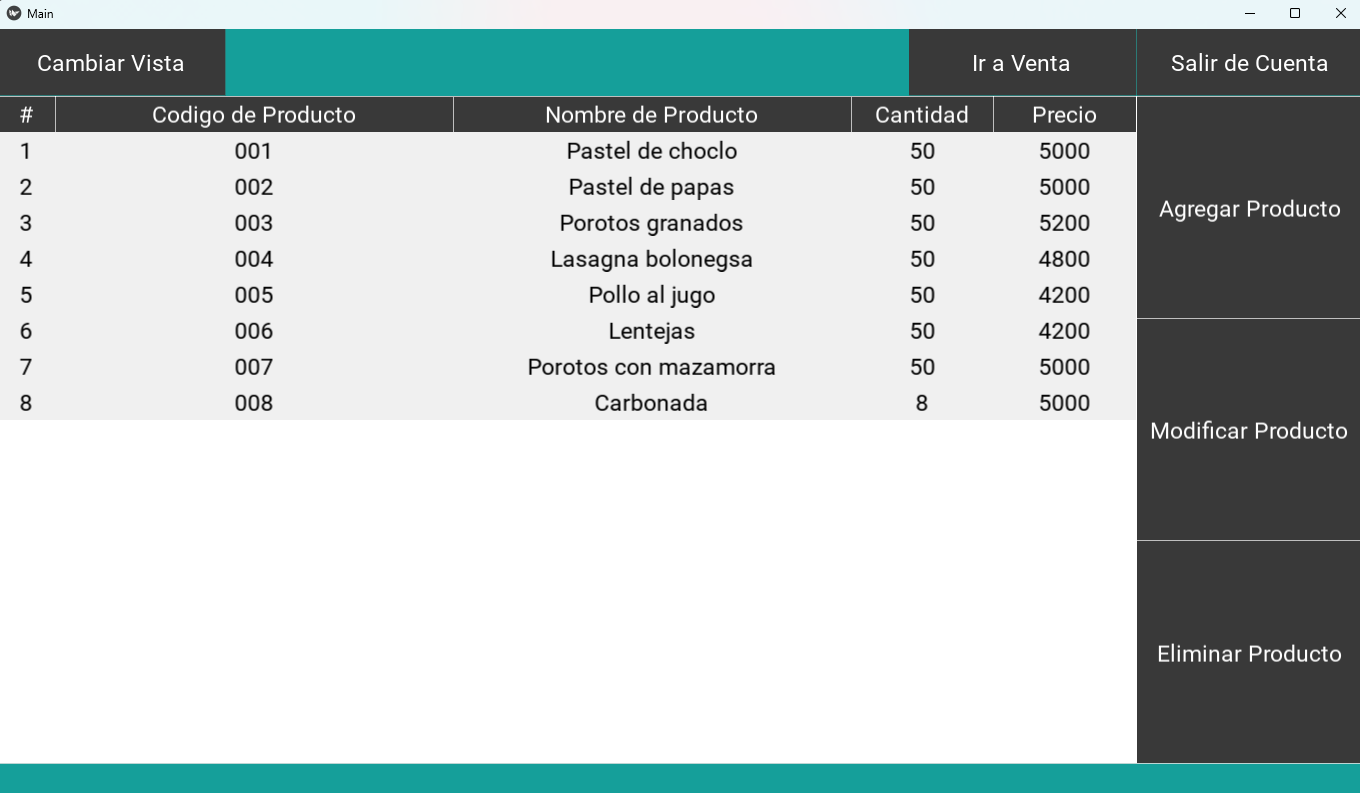 Main
Cambiar Vista Ir a Venta Salir de Cuenta
# Codigo de Producto Nombre de Producto Cantidad Precio
1 001 Pastel de choclo 50 5000
2 002 Pastel de papas 50 5000
3 003 Porotos granados 50 5200
4 004 Lasagna bolonegsa 50 4800
5 005 Pollo al jugo 50 4200
6 006 Lentejas 50 4200
7 007 Porotos con mazamorra 50 5000
8 008 Carbonada 8 5000
Agregar Producto
Modificar Producto
Eliminar Producto